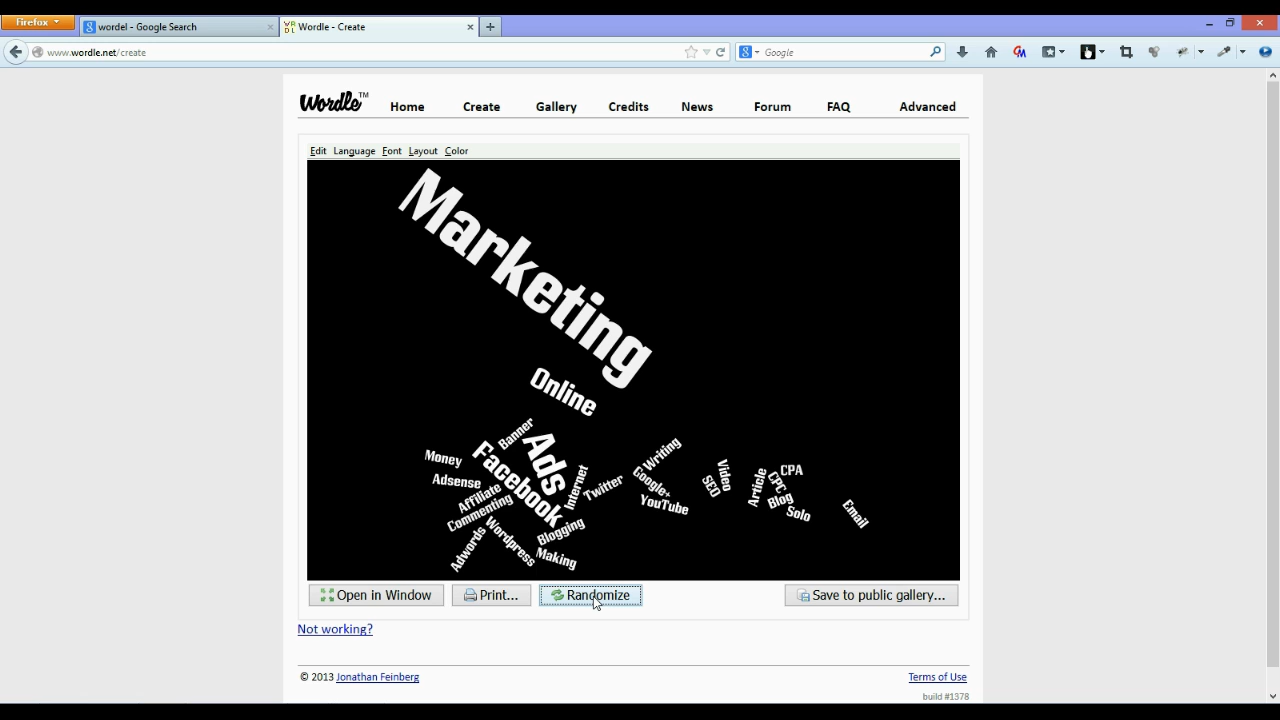 Firefox
wordel - Google Search
Wordle - Create
www.wordle.net/create
Google
Wordle™
Home Create Gallery Credits News Forum FAQ Advanced
Edit Language Font Layout Color
Marketing
Online
Banner
Ads
Facebook
Money
Adsense
Affiliate
Commenting
Internet
Twitter
Writing
Google+
YouTube
Video
SEO
Article
CPA
CPC
Blog
Solo
Email
Blogging
Wordpress
Adwords
Making
Open in Window Print... Randomize Save to public gallery...
Not working?
© 2013 Jonathan Feinberg Terms of Use
build #1378